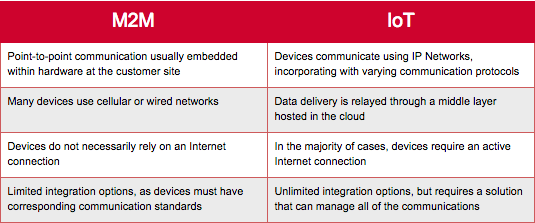 M2M
IoT
Point-to-point communication usually embedded
within hardware at the customer site
Devices communicate using IP Networks,
incorporating with varying communication protocols
Many devices use cellular or wired networks
Data delivery is relayed through a middle layer
hosted in the cloud
Devices do not necessarily rely on an Internet
connection
In the majority of cases, devices require an active
Internet connection
Limited integration options, as devices must have
corresponding communication standards
Unlimited integration options, but requires a solution
that can manage all of the communications